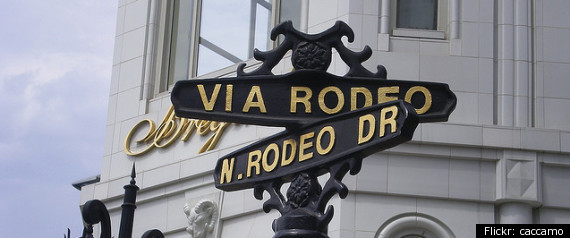 VIA RODEO
N. RODEO DR
Flickr: caccamo